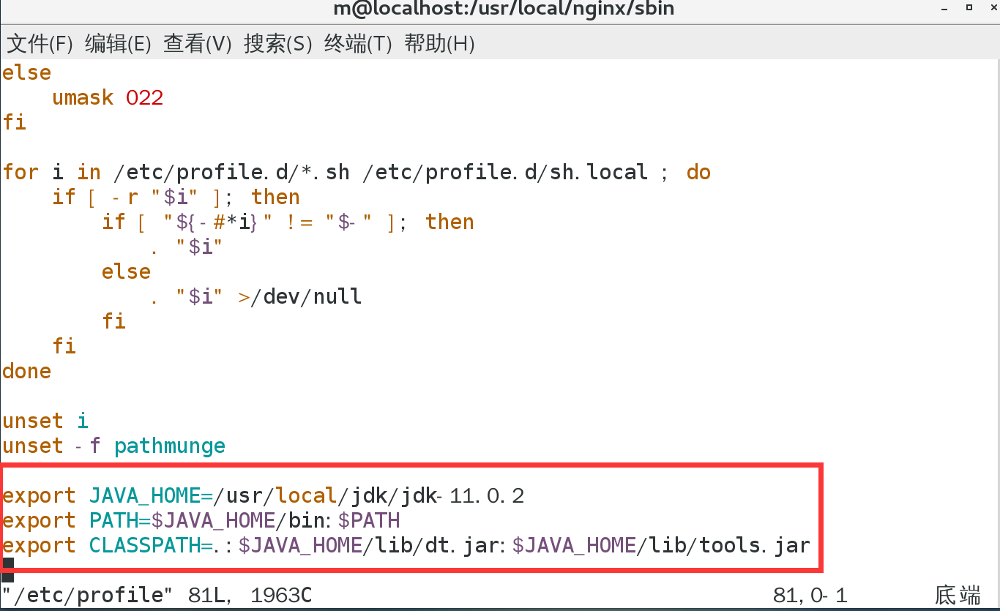 m@localhost:/usr/local/nginx/sbin
文件(F) 编辑(E) 查看(V) 搜索(S) 终端(T) 帮助(H)
else
    umask 022
fi
for i in /etc/profile.d/*.sh /etc/profile.d/sh.local ; do
    if [ -r "$i" ]; then
        if [ "${-#*i}" != "$-" ]; then
            . "$i"
        else
            . "$i" >/dev/null
        fi
    fi
done
unset i
unset -f pathmunge
export JAVA_HOME=/usr/local/jdk/jdk-11.0.2
export PATH=$JAVA_HOME/bin:$PATH
export CLASSPATH=.:$JAVA_HOME/lib/dt.jar:$JAVA_HOME/lib/tools.jar
"/etc/profile" 81L, 1963C 81,0-1 底端